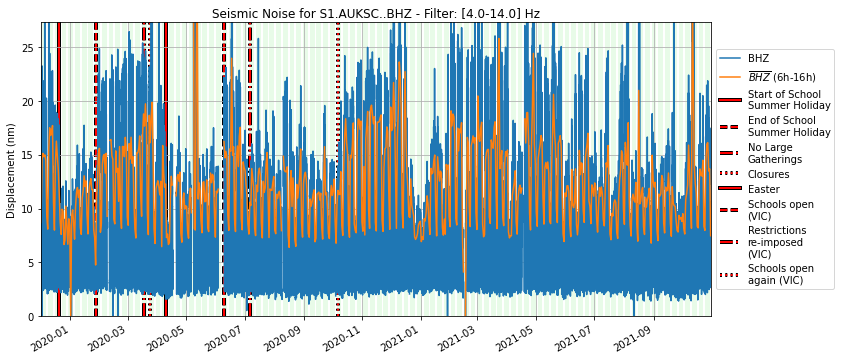 Seismic Noise for S1.AUKSC..BHZ - Filter: [4.0-14.0] Hz
Displacement (nm)
25
20
15
10
5
0
2020-01
2020-03
2020-05
2020-07
2020-09
2020-11
2021-01
2021-03
2021-05
2021-07
2021-09
BHZ
BHZ (6h-16h)
Start of School
Summer Holiday
End of School
Summer Holiday
No Large
Gatherings
Closures
Easter
Schools open
(VIC)
Restrictions
re-imposed
(VIC)
Schools open
again (VIC)